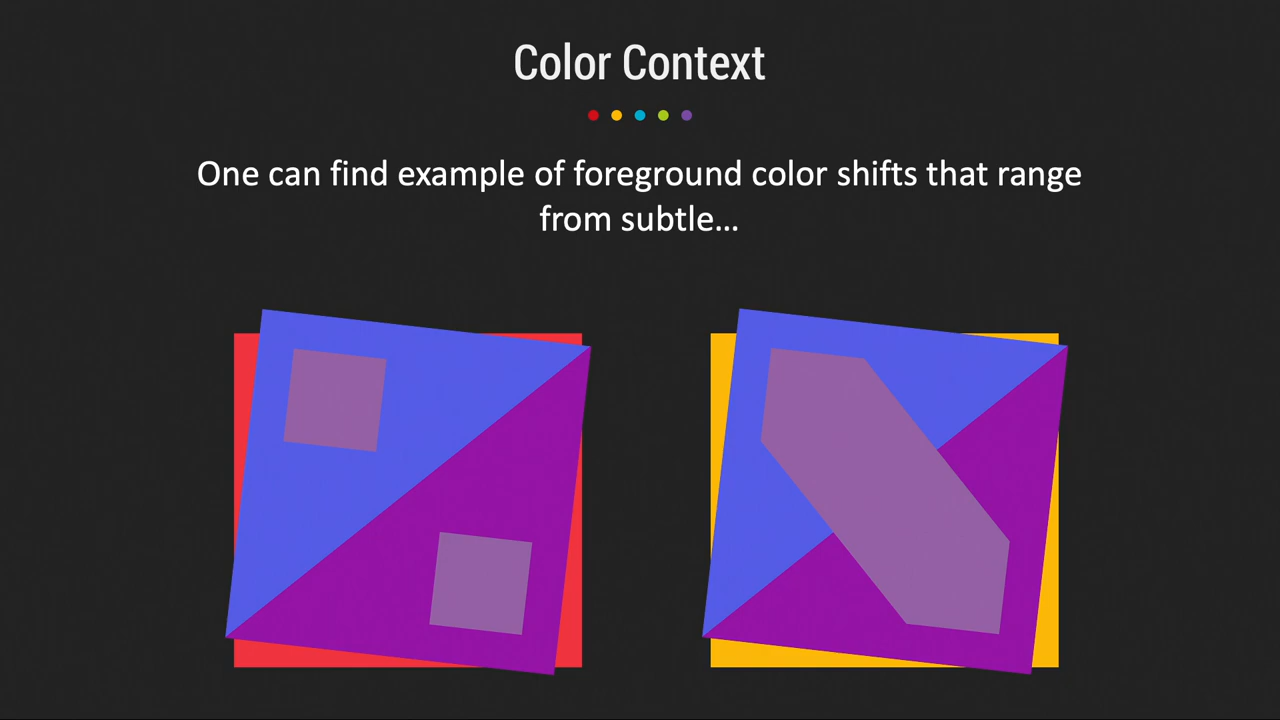 Color Context
One can find example of foreground color shifts that range
from subtle…